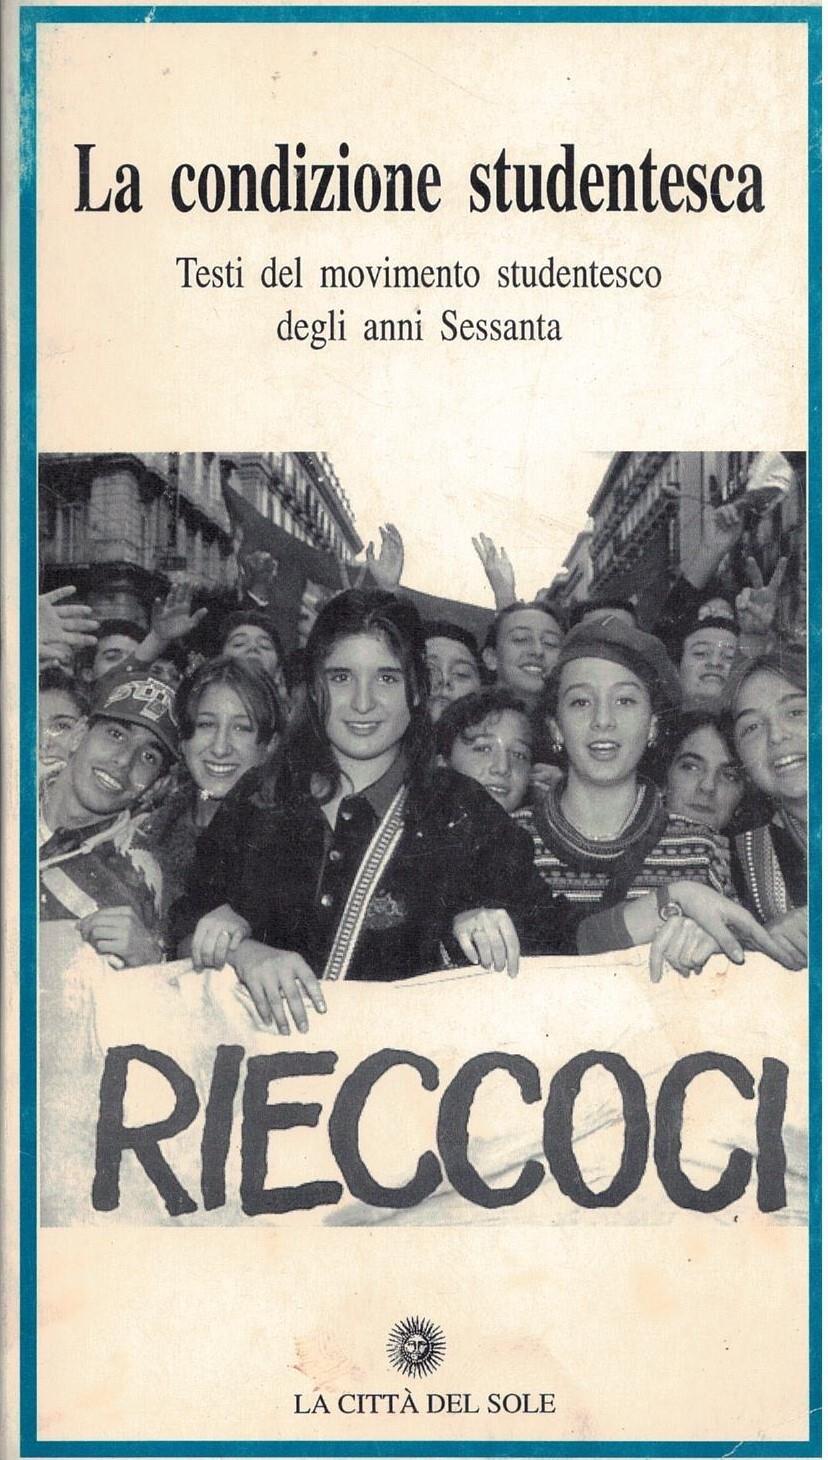 La condizione studentesca
Testi del movimento studentesco
degli anni Sessanta
RIECCOCI
LA CITTÀ DEL SOLE